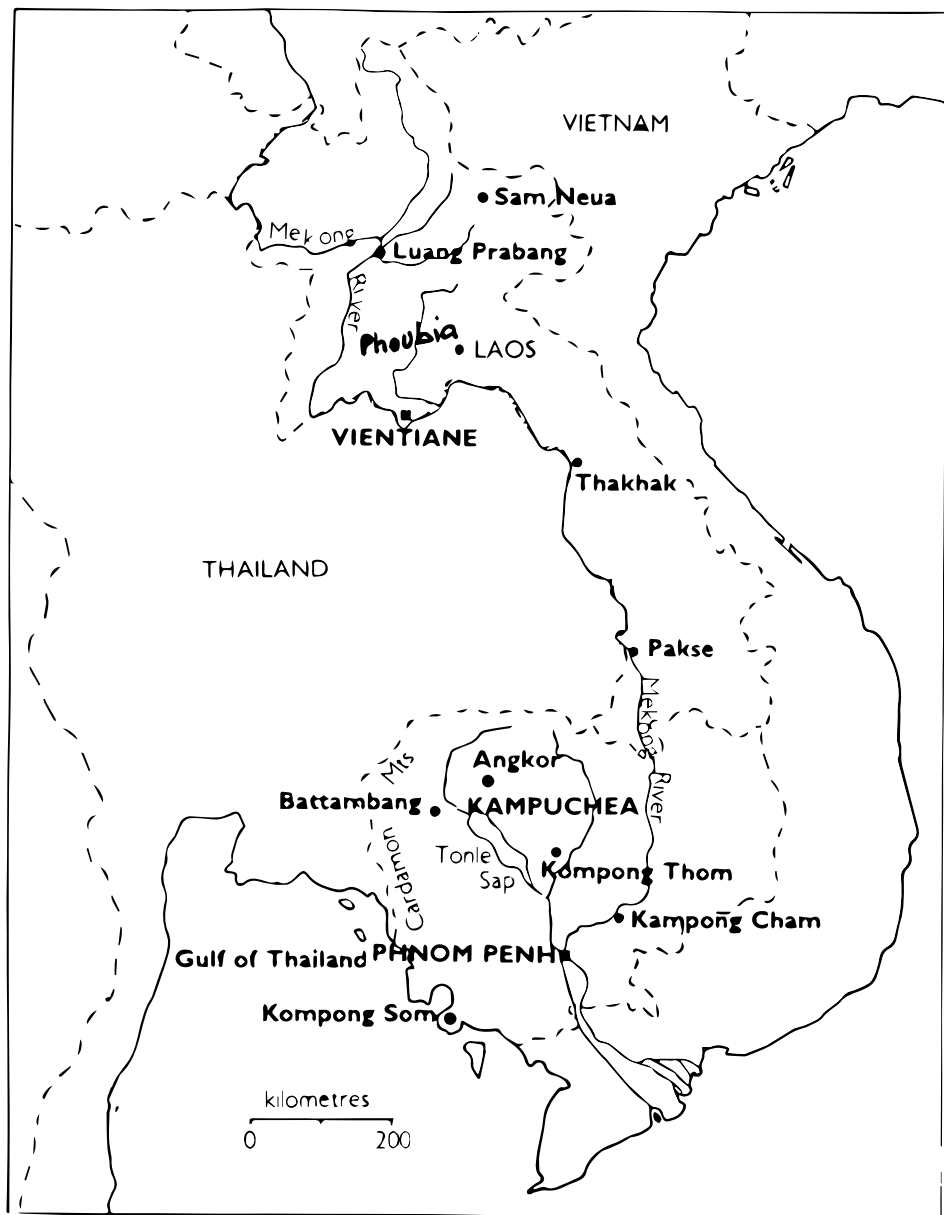 VIETNAM
Sam Neua
Mekong
Luang Prabang
River
Phoubia
LAOS
VIENTIANE
Thakhak
THAILAND
Pakse
Mekong
River
Mts
Angkor
Battambang
KAMPUCHEA
Tonle
Sap
Kompong Thom
Cardamon
Kampong Cham
Gulf of Thailand
PHNOM PENH
Kompong Som
kilometres
0 200